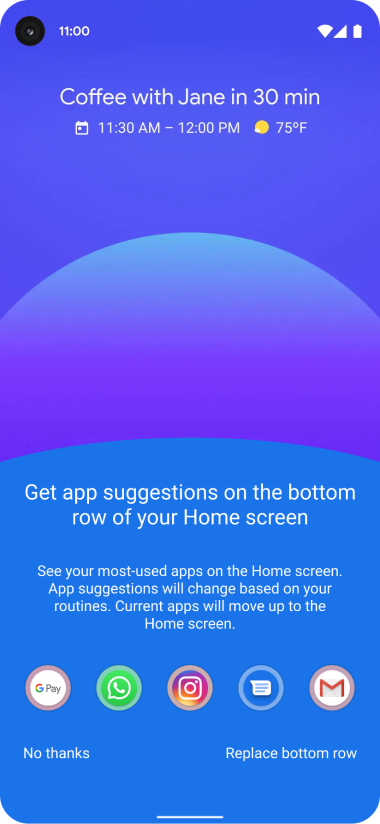 11:00
Coffee with Jane in 30 min
11:30 AM – 12:00 PM 75ºF
Get app suggestions on the bottom
row of your Home screen
See your most-used apps on the Home screen.
App suggestions will change based on your
routines. Current apps will move up to the
Home screen.
G Pay
No thanks Replace bottom row